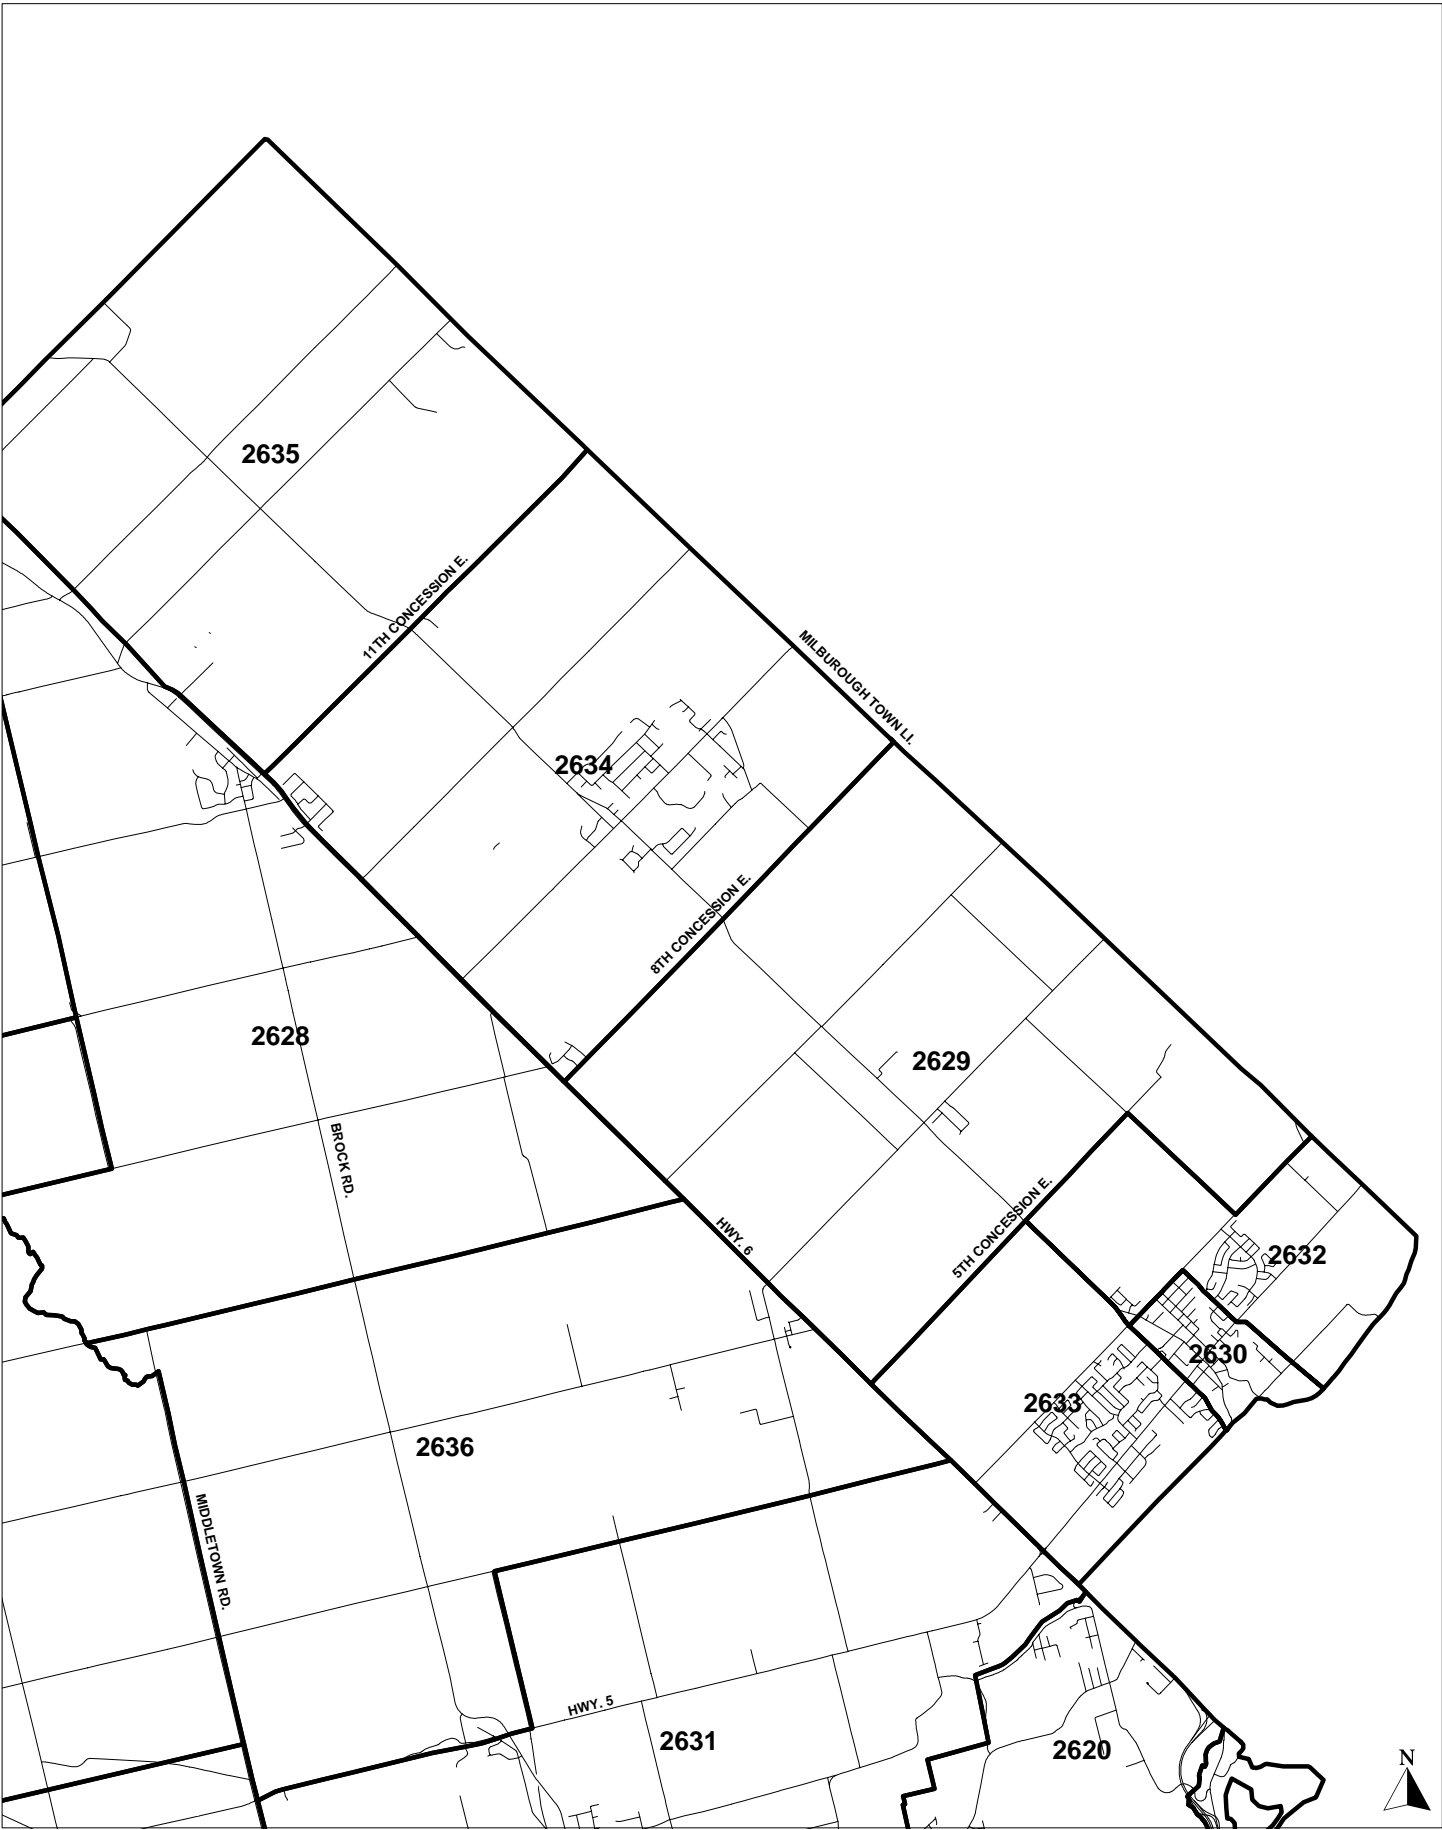 2635
11TH CONCESSION E.
MILBUROUGH TOWN LI.
2634
8TH CONCESSION E.
2628
2629
BROCK RD.
HWY. 6
5TH CONCESSION E.
2632
2630
2633
2636
MIDDLETOWN RD.
HWY. 5
2631
2620
N